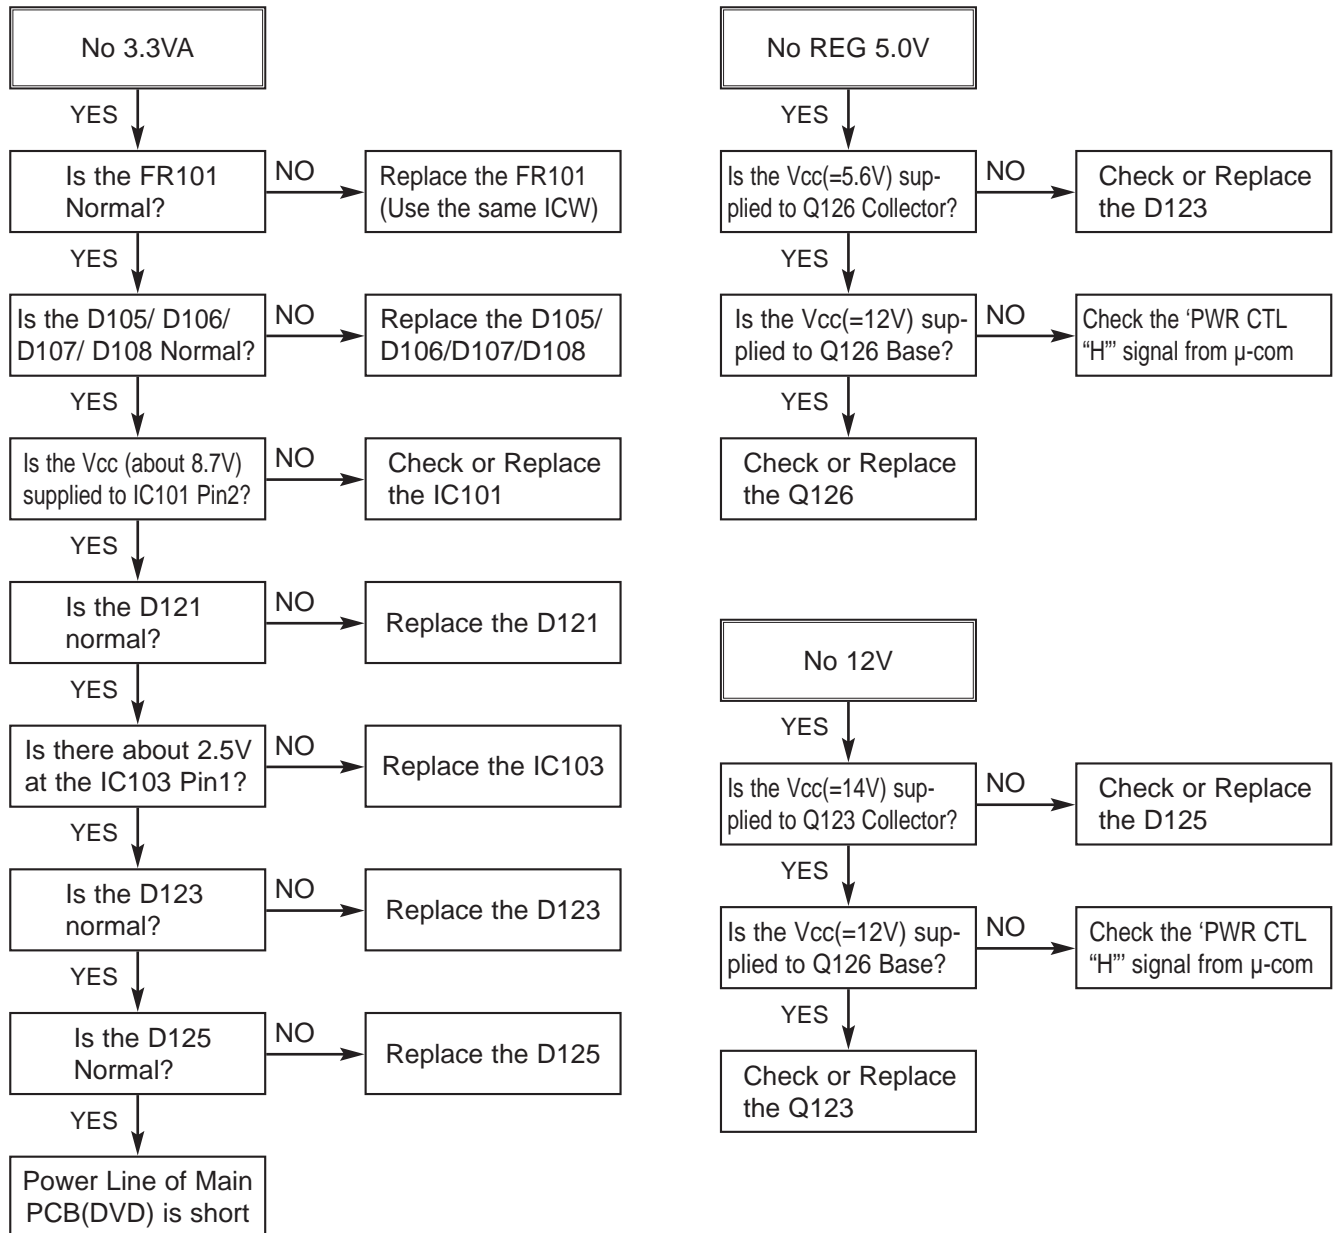 No 3.3VA
YES
Is the FR101
Normal?
NO
Replace the FR101
(Use the same ICW)
YES
Is the D105/ D106/
D107/ D108 Normal?
NO
Replace the D105/
D106/D107/D108
YES
Is the Vcc (about 8.7V)
supplied to IC101 Pin2?
NO
Check or Replace
the IC101
YES
Is the D121
normal?
NO
Replace the D121
YES
Is there about 2.5V
at the IC103 Pin1?
NO
Replace the IC103
YES
Is the D123
normal?
NO
Replace the D123
YES
Is the D125
Normal?
NO
Replace the D125
YES
Power Line of Main
PCB(DVD) is short
No REG 5.0V
YES
Is the Vcc(=5.6V) sup-
plied to Q126 Collector?
NO
Check or Replace
the D123
YES
Is the Vcc(=12V) sup-
plied to Q126 Base?
NO
Check the ‘PWR CTL
“H”’ signal from µ-com
YES
Check or Replace
the Q126
No 12V
YES
Is the Vcc(=14V) sup-
plied to Q123 Collector?
NO
Check or Replace
the D125
YES
Is the Vcc(=12V) sup-
plied to Q126 Base?
NO
Check the ‘PWR CTL
“H”’ signal from µ-com
YES
Check or Replace
the Q123